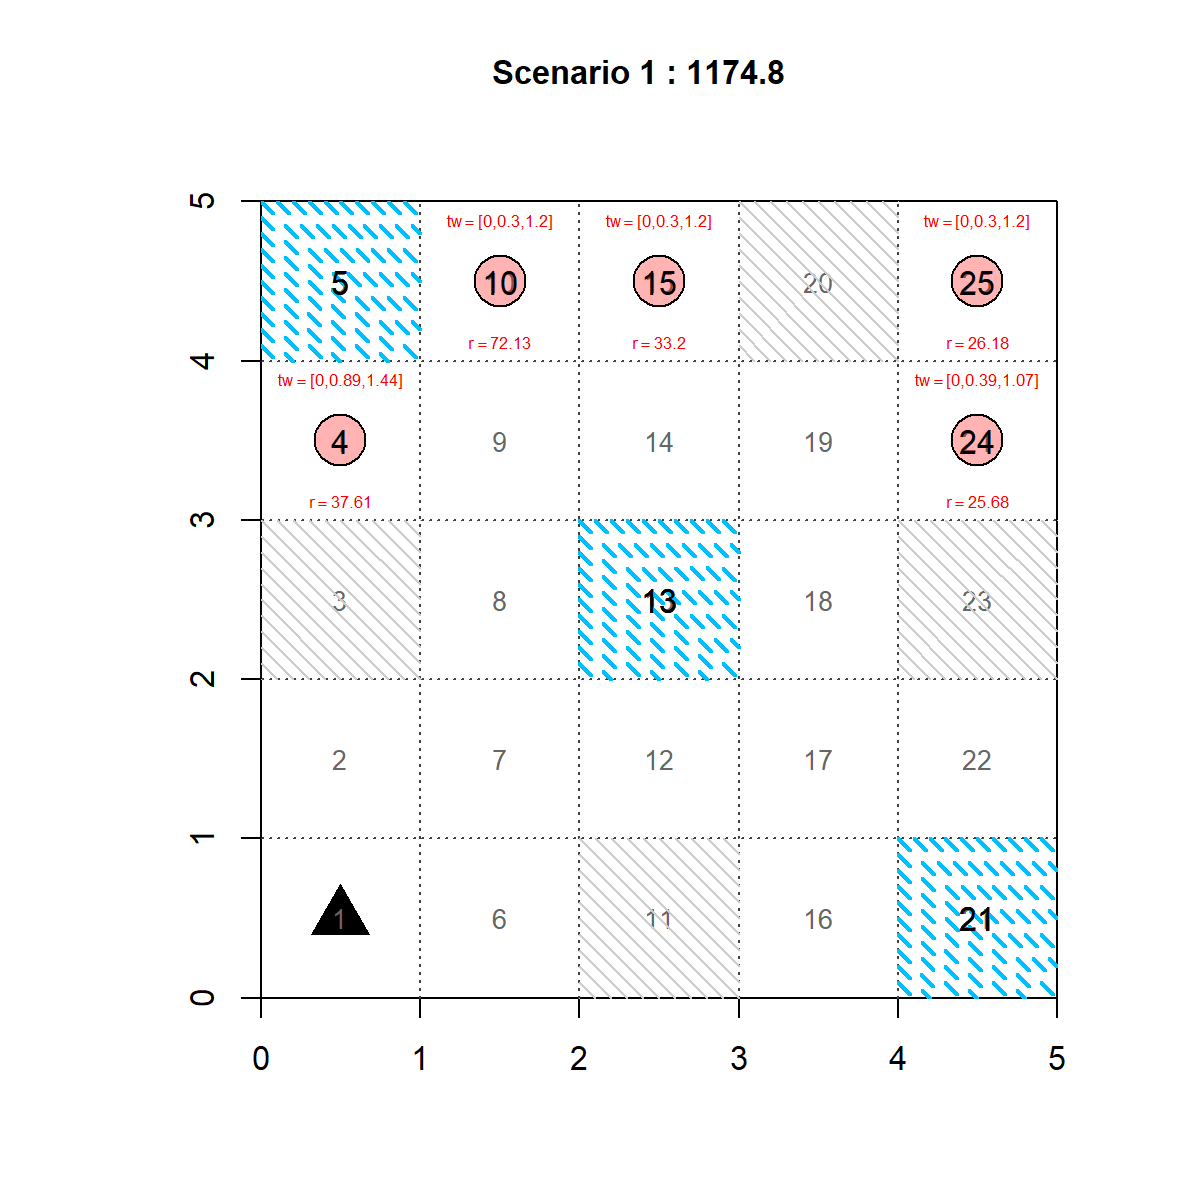 Scenario 1 : 1174.8
5
tw = [0,0.3,1.2] tw = [0,0.3,1.2] tw = [0,0.3,1.2]
5 10 15 20 25
r = 72.13 r = 33.2 r = 26.18
4
tw = [0,0.89,1.44] tw = [0,0.39,1.07]
4 9 14 19 24
r = 37.61 r = 25.68
3
3 8 13 18 23
2
2 7 12 17 22
1
1 6 11 16 21
0
0 1 2 3 4 5